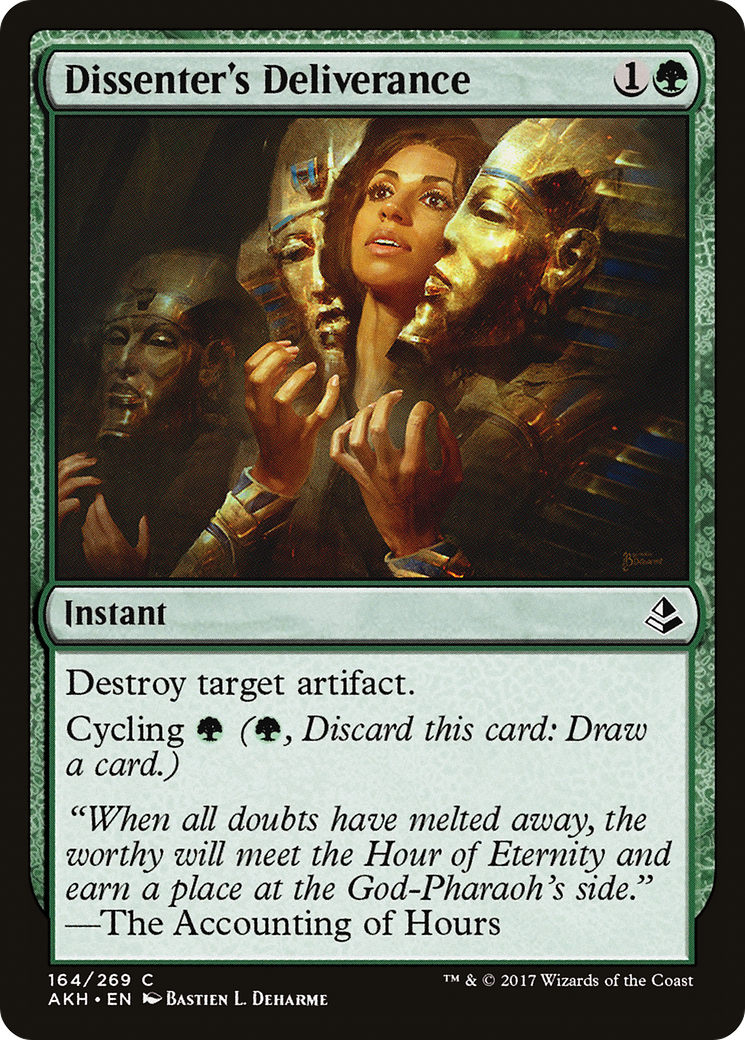 Dissenter's Deliverance
1
Instant
Destroy target artifact.
Cycling (, Discard this card: Draw
a card.)
"When all doubts have melted away, the
worthy will meet the Hour of Eternity and
earn a place at the God-Pharaoh's side."
—The Accounting of Hours
164/269 C
AKH • EN Bastien L. Deharme
™ & © 2017 Wizards of the Coast